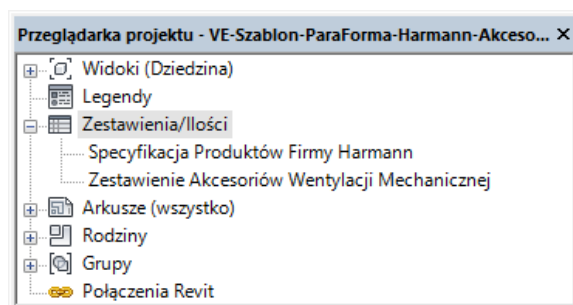 Przeglądarka projektu - VE-Szablon-ParaForma-Harmann-Akceso...
Widoki (Dziedzina)
Legendy
Zestawienia/Ilości
Specyfikacja Produktów Firmy Harmann
Zestawienie Akcesoriów Wentylacji Mechanicznej
Arkusze (wszystko)
Rodziny
Grupy
Połączenia Revit